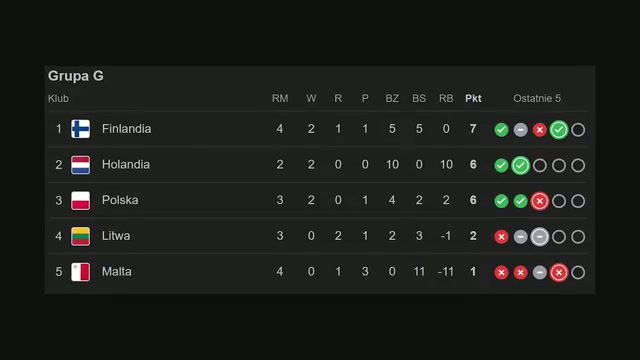 Grupa G
Klub RM W R P BZ BS RB Pkt Ostatnie 5
1 Finlandia 4 2 1 1 5 5 0 7
2 Holandia 2 2 0 0 10 0 10 6
3 Polska 3 2 0 1 4 2 2 6
4 Litwa 3 0 2 1 2 3 -1 2
5 Malta 4 0 1 3 0 11 -11 1